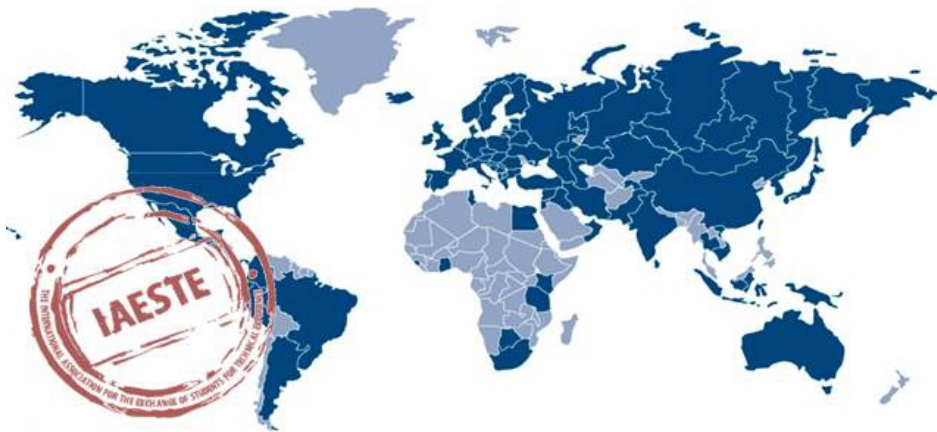 IAESTE
THE INTERNATIONAL ASSOCIATION FOR THE EXCHANGE OF STUDENTS FOR TECHNICAL